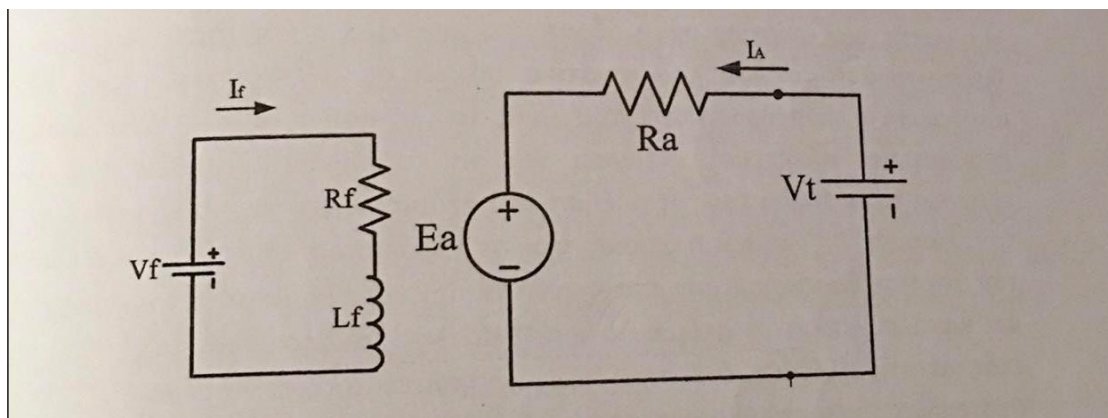 If
Rf
Vf
+
Lf
IA
Ra
Ea
+
−
Vt
+